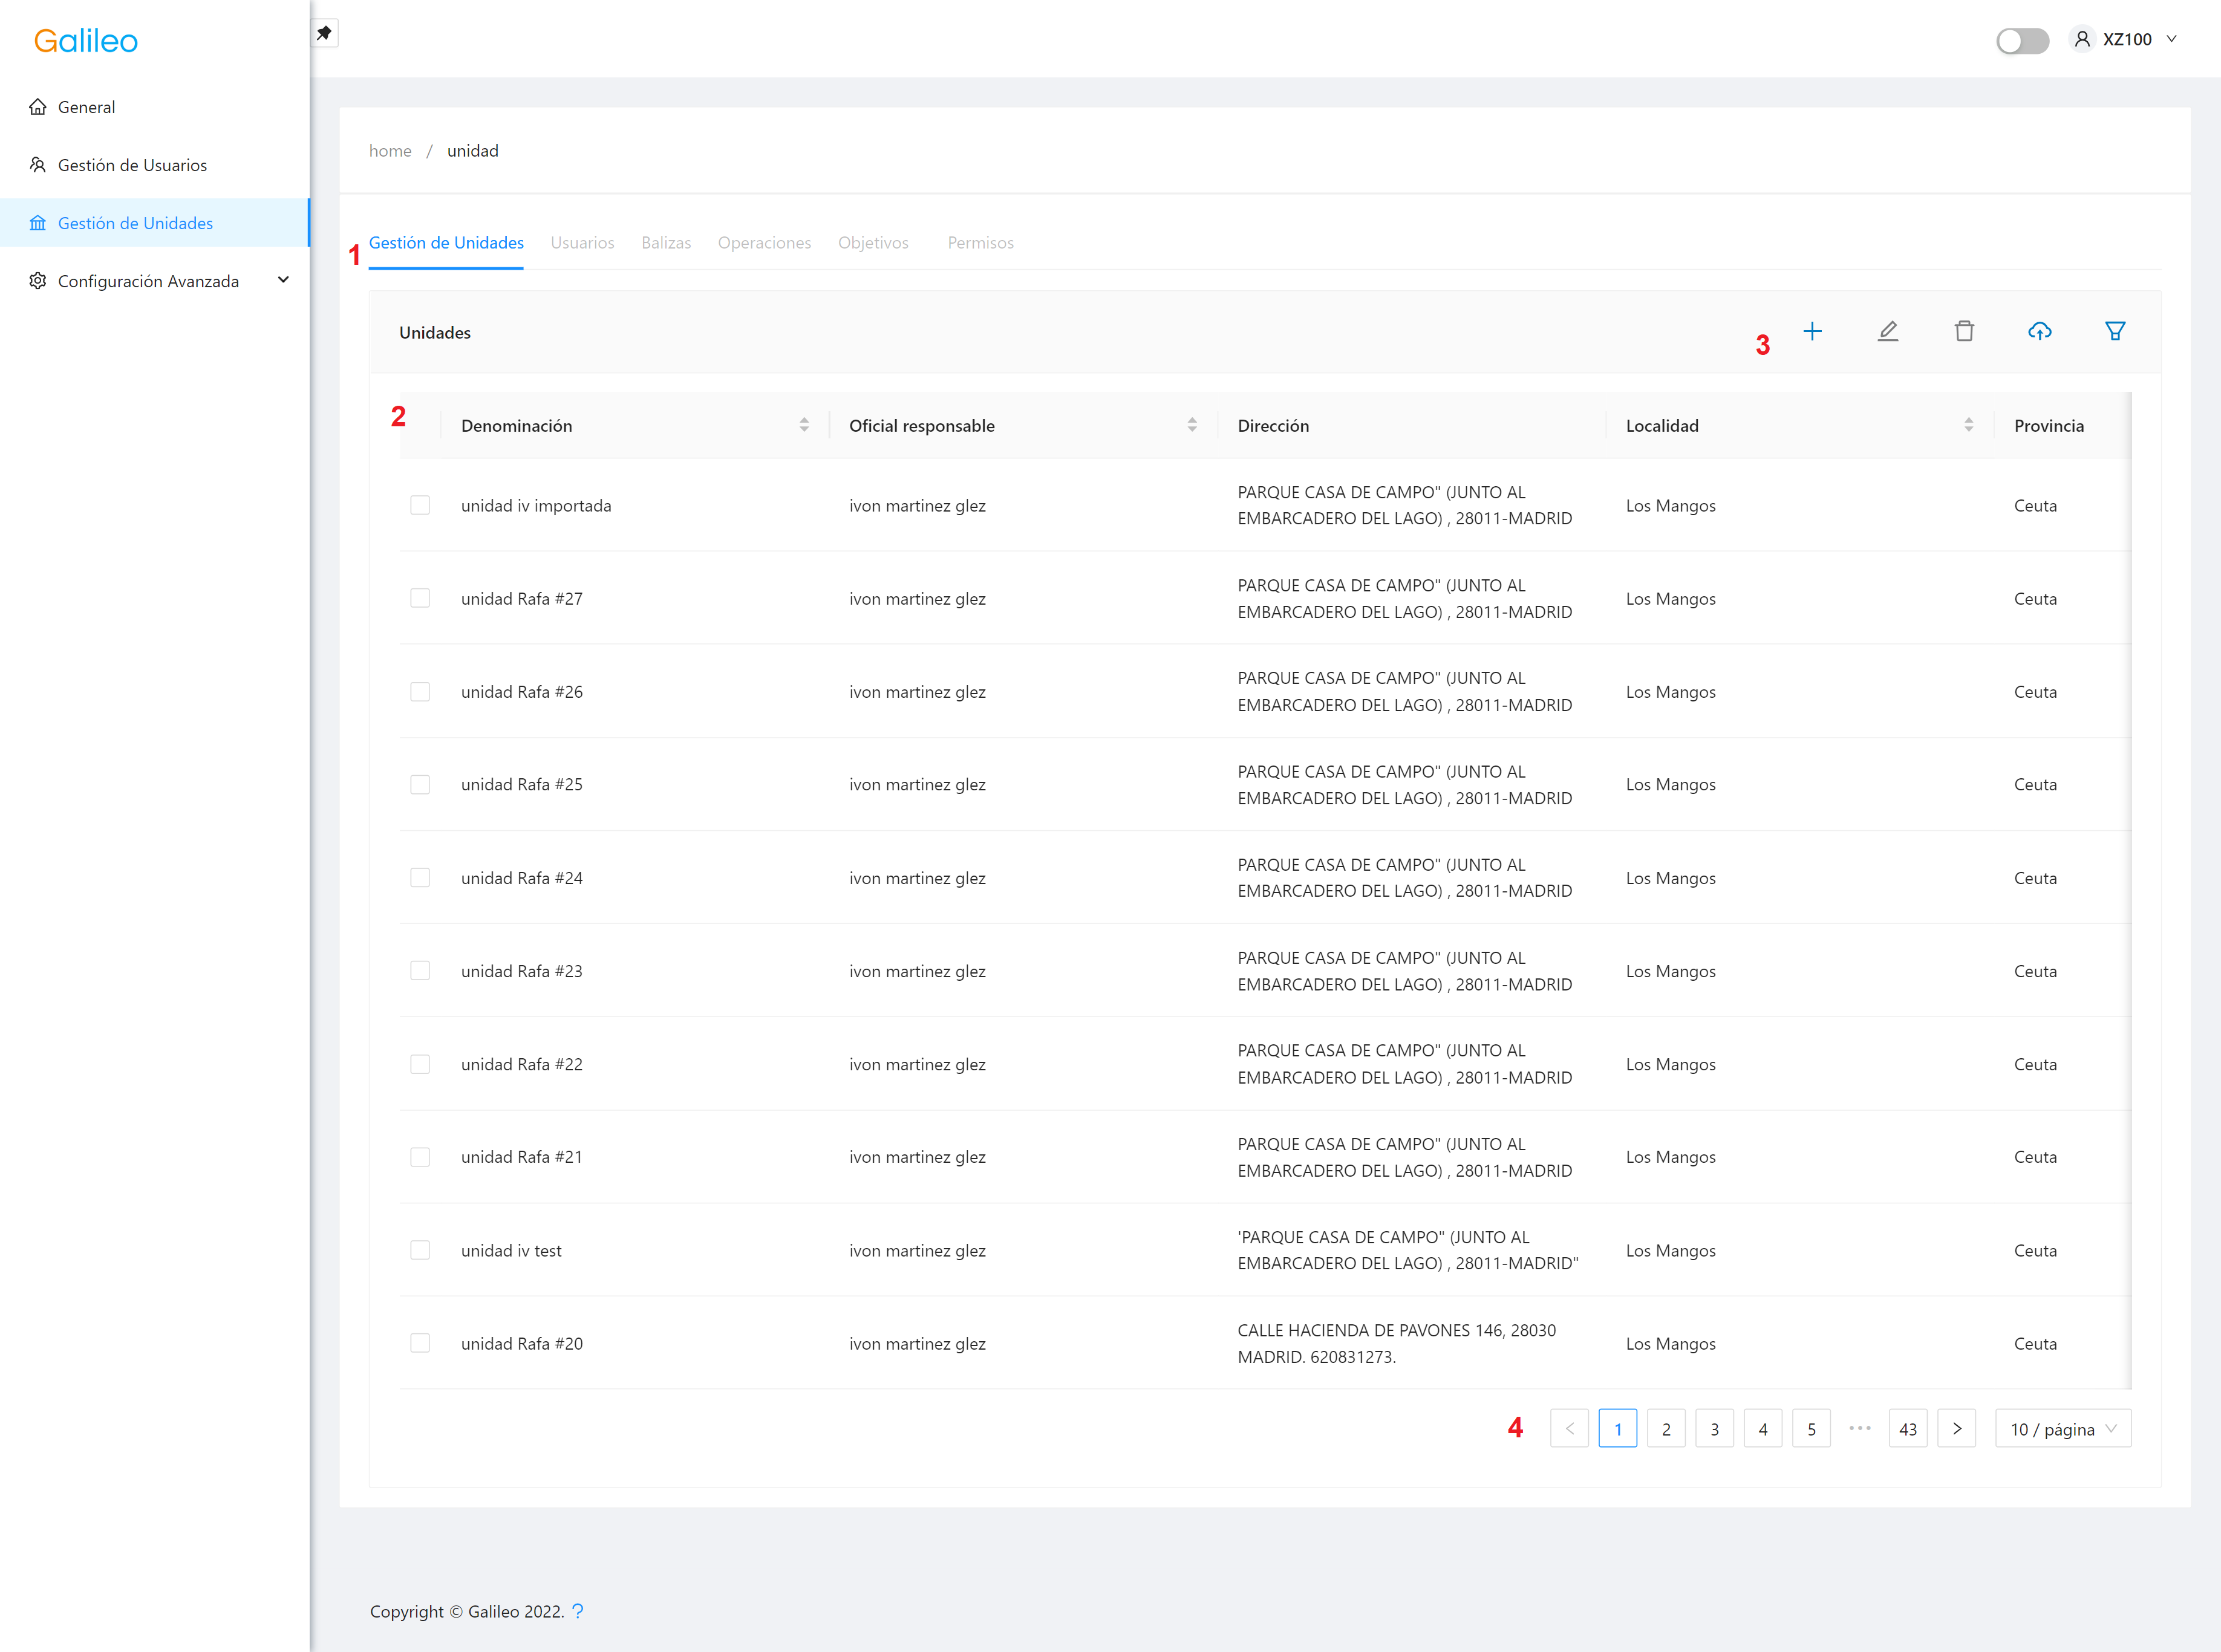 Galileo
XZ100
General
Gestión de Usuarios
Gestión de Unidades
Configuración Avanzada
home / unidad
1 Gestión de Unidades Usuarios Balizas Operaciones Objetivos Permisos
Unidades
3
2 Denominación Oficial responsable Dirección Localidad Provincia
unidad iv importada ivon martinez glez PARQUE CASA DE CAMPO" (JUNTO AL Los Mangos Ceuta
EMBARCADERO DEL LAGO) , 28011-MADRID
unidad Rafa #27 ivon martinez glez PARQUE CASA DE CAMPO" (JUNTO AL Los Mangos Ceuta
EMBARCADERO DEL LAGO) , 28011-MADRID
unidad Rafa #26 ivon martinez glez PARQUE CASA DE CAMPO" (JUNTO AL Los Mangos Ceuta
EMBARCADERO DEL LAGO) , 28011-MADRID
unidad Rafa #25 ivon martinez glez PARQUE CASA DE CAMPO" (JUNTO AL Los Mangos Ceuta
EMBARCADERO DEL LAGO) , 28011-MADRID
unidad Rafa #24 ivon martinez glez PARQUE CASA DE CAMPO" (JUNTO AL Los Mangos Ceuta
EMBARCADERO DEL LAGO) , 28011-MADRID
unidad Rafa #23 ivon martinez glez PARQUE CASA DE CAMPO" (JUNTO AL Los Mangos Ceuta
EMBARCADERO DEL LAGO) , 28011-MADRID
unidad Rafa #22 ivon martinez glez PARQUE CASA DE CAMPO" (JUNTO AL Los Mangos Ceuta
EMBARCADERO DEL LAGO) , 28011-MADRID
unidad Rafa #21 ivon martinez glez PARQUE CASA DE CAMPO" (JUNTO AL Los Mangos Ceuta
EMBARCADERO DEL LAGO) , 28011-MADRID
unidad iv test ivon martinez glez 'PARQUE CASA DE CAMPO" (JUNTO AL Los Mangos Ceuta
EMBARCADERO DEL LAGO) , 28011-MADRID"
unidad Rafa #20 ivon martinez glez CALLE HACIENDA DE PAVONES 146, 28030 Los Mangos Ceuta
MADRID. 620831273.
4 < 1 2 3 4 5 ••• 43 > 10 / página
Copyright © Galileo 2022. ?